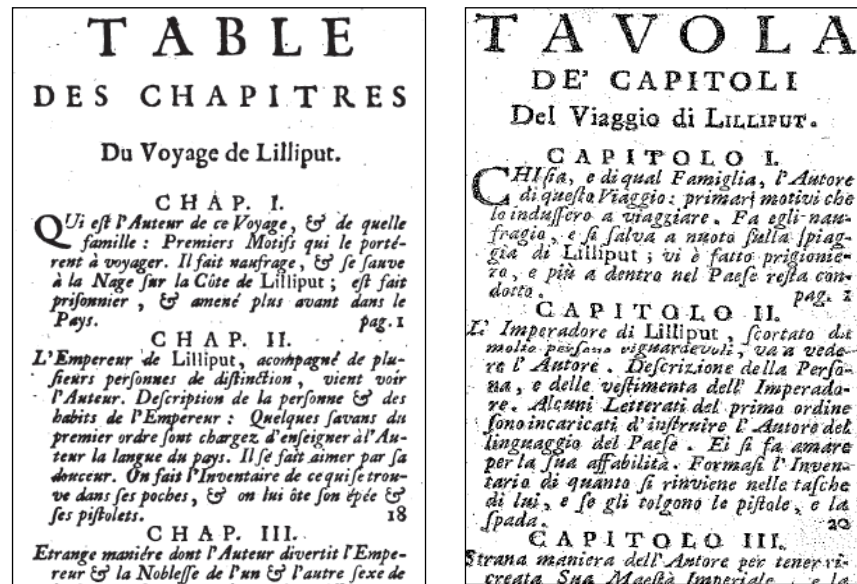 TABLE
DES CHAPITRES
Du Voyage de Lilliput.
CHAP. I.
QUi eſt l'Auteur de ce Voyage, & de quelle
famille : Premiers Motifs qui le porté-
rent à voyager. Il fait naufrage, & ſe ſauve
à la Nage ſur la Côte de Lilliput ; eſt fait
priſonnier, & amené plus avant dans le
Pays. pag. 1
CHAP. II.
L'Empereur de Lilliput, acompagné de plu-
ſieurs perſonnes de diſtinction, vient voir
l'Auteur. Deſcription de la perſonne & des
habits de l'Empereur : Quelques ſavans du
premier ordre ſont chargez d'enſeigner à l'Au-
teur la langue du pays. Il ſe fait aimer par ſa
douceur. On fait l'Inventaire de ce qui ſe trou-
ve dans ſes poches, & on lui ôte ſon épée &
ſes piſtolets. 18
CHAP. III.
Etrange maniére dont l'Auteur divertit l'Empe-
reur & la Nobleſſe de l'un & l'autre ſexe de
TAVOLA
DE' CAPITOLI
Del Viaggio di LILLIPUT.
CAPITOLO I.
CHI ſia, e di qual Famiglia, l'Autore
di queſto Viaggio: primarj motivi che
lo induſſero a viaggiare. Fa egli nau-
fragio, e ſi ſalva a nuoto ſulla ſpiag-
gia di Lilliput ; vi è fatto prigionie-
ro, e più a dentro nel Paeſe reſta con-
dotto. pag. 1
CAPITOLO II.
L' Imperadore di Lilliput, ſcortato da
molte perſone riguardevoli, va a vede-
re l'Autore. Deſcrizione della Perſo-
na, e delle veſtimenta dell' Imperado-
re. Alcuni Letterati del primo ordine
ſono incaricati d'inſtruire l'Autore del
linguaggio del Paeſe. Ei ſi fa amare
per la ſua affabilità. Formaſi l'Inven-
tario di quanto ſi rinviene nelle taſche
di lui, e ſe gli tolgono le piſtole, e la
ſpada. 20
CAPITOLO III.
Strana maniera dell'Autore per tener ri-
creata Sua Maeſtà Imperiale e la